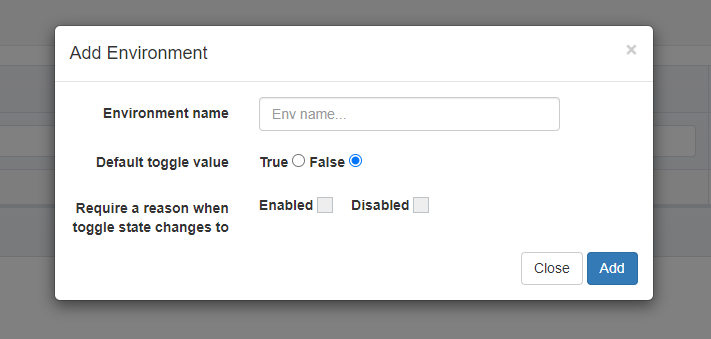 Add Environment ×
Environment name Env name...
Default toggle value True False
Require a reason when Enabled Disabled
toggle state changes to
Close Add